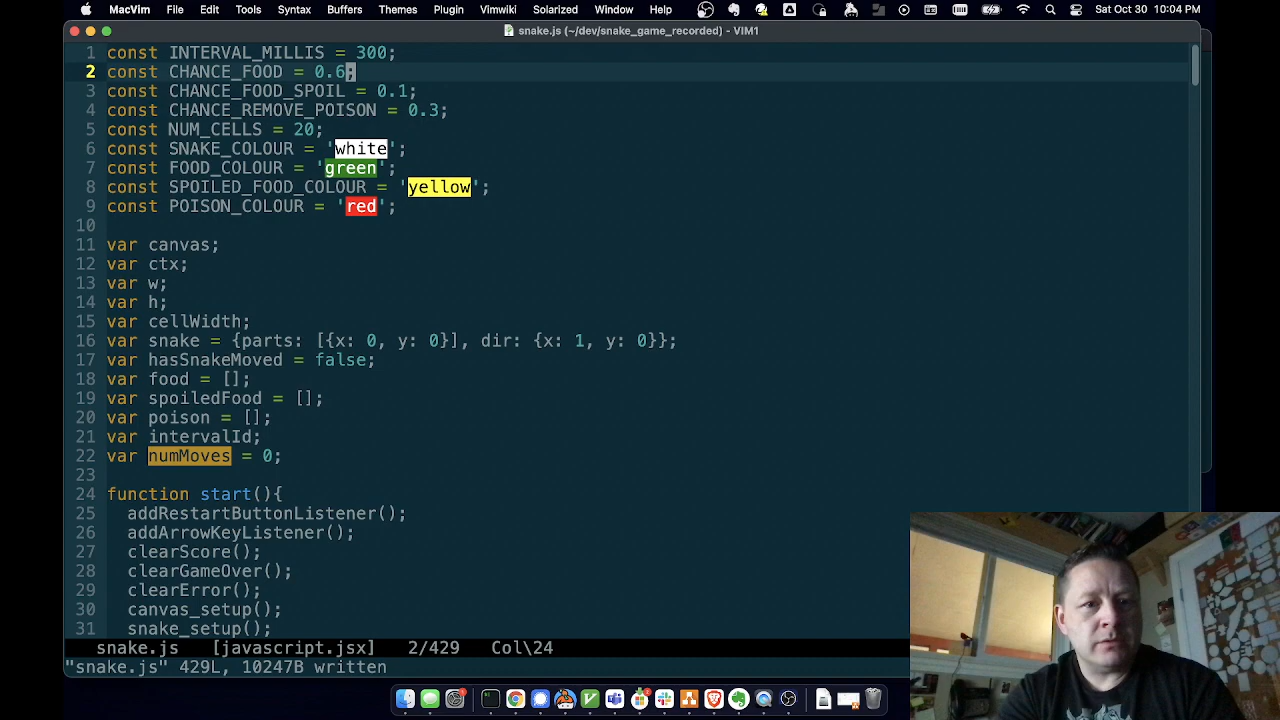 MacVim File Edit Tools Syntax Buffers Themes Plugin Vimwiki Solarized Window Help Sat Oct 30 10:04 PM
snake.js (~/dev/snake_game_recorded) - VIM1
1 const INTERVAL_MILLIS = 300;
2 const CHANCE_FOOD = 0.6;
3 const CHANCE_FOOD_SPOIL = 0.1;
4 const CHANCE_REMOVE_POISON = 0.3;
5 const NUM_CELLS = 20;
6 const SNAKE_COLOUR = 'white';
7 const FOOD_COLOUR = 'green';
8 const SPOILED_FOOD_COLOUR = 'yellow';
9 const POISON_COLOUR = 'red';
10
11 var canvas;
12 var ctx;
13 var w;
14 var h;
15 var cellWidth;
16 var snake = {parts: [{x: 0, y: 0}], dir: {x: 1, y: 0}};
17 var hasSnakeMoved = false;
18 var food = [];
19 var spoiledFood = [];
20 var poison = [];
21 var intervalId;
22 var numMoves = 0;
23
24 function start(){
25 addRestartButtonListener();
26 addArrowKeyListener();
27 clearScore();
28 clearGameOver();
29 clearError();
30 canvas_setup();
31 snake_setup();
snake.js [javascript.jsx] 2/429 Col\24
"snake.js" 429L, 10247B written